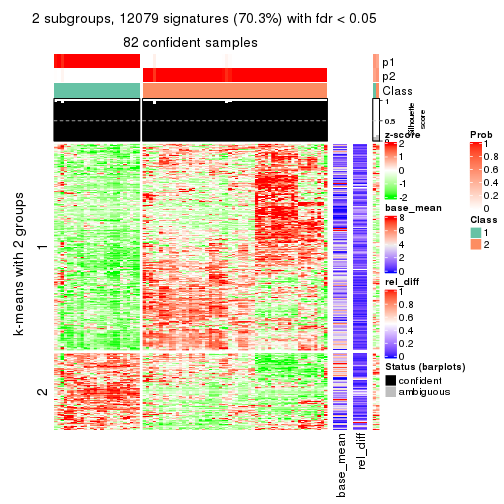 2 subgroups, 12079 signatures (70.3%) with fdr < 0.05
82 confident samples
p1
p2
Class
1
0.5
0
Silhouette
score
k-means with 2 groups
1
2
base_mean
rel_diff
z-score
2
1
0
-1
-2
base_mean
8
6
4
2
0
rel_diff
1
0.8
0.6
0.4
0.2
0
Status (barplots)
confident
ambiguous
Prob
1
0.8
0.6
0.4
0.2
0
Class
1
2